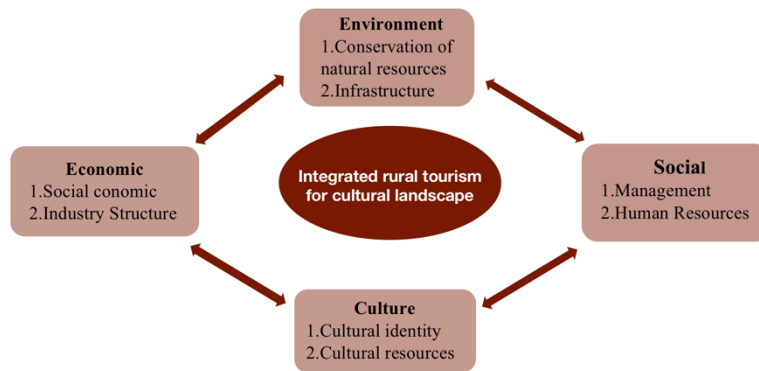 Environment
1.Conservation of
natural resources
2.Infrastructure
Economic
1.Social conomic
2.Industry Structure
Integrated rural tourism
for cultural landscape
Social
1.Management
2.Human Resources
Culture
1.Cultural identity
2.Cultural resources